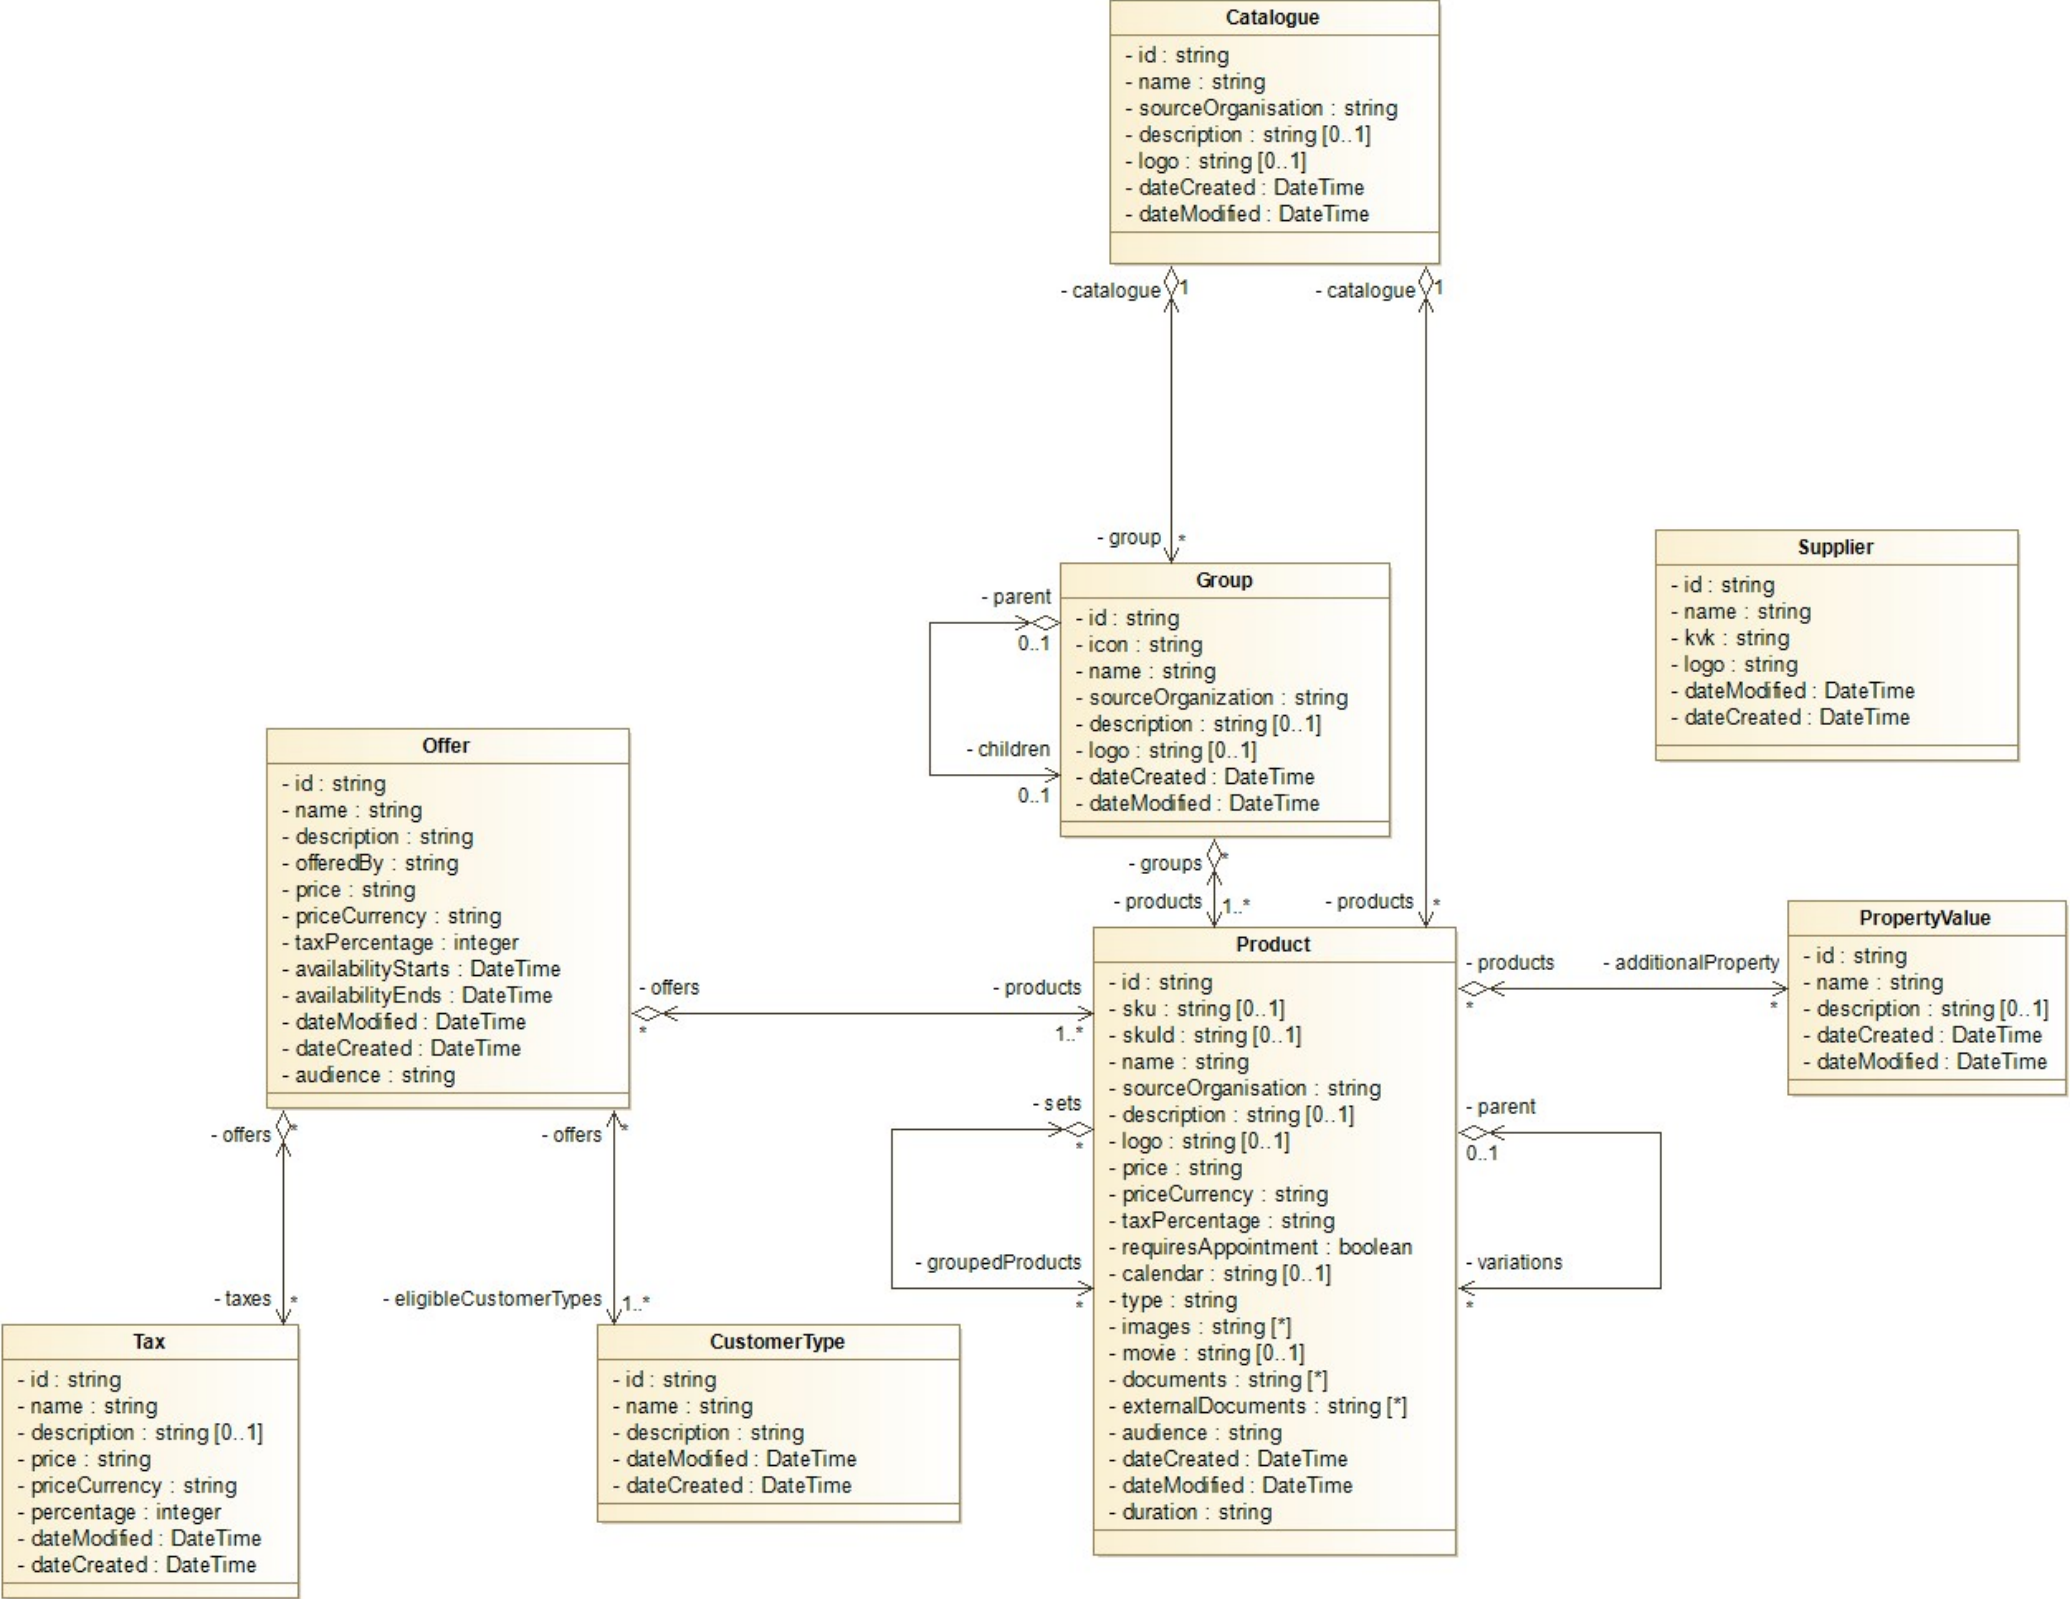 Catalogue
- id : string
- name : string
- sourceOrganisation : string
- description : string [0..1]
- logo : string [0..1]
- dateCreated : DateTime
- dateModified : DateTime
- catalogue
1
- catalogue
1
- group
*
Group
- id : string
- icon : string
- name : string
- sourceOrganization : string
- description : string [0..1]
- logo : string [0..1]
- dateCreated : DateTime
- dateModified : DateTime
- parent
0..1
- children
0..1
Supplier
- id : string
- name : string
- kvk : string
- logo : string
- dateModified : DateTime
- dateCreated : DateTime
Offer
- id : string
- name : string
- description : string
- offeredBy : string
- price : string
- priceCurrency : string
- taxPercentage : integer
- availabilityStarts : DateTime
- availabilityEnds : DateTime
- dateModified : DateTime
- dateCreated : DateTime
- audience : string
- groups
*
- products
1..*
- products
*
- offers
*
- products
1..*
Product
- id : string
- sku : string [0..1]
- skuId : string [0..1]
- name : string
- sourceOrganisation : string
- description : string [0..1]
- logo : string [0..1]
- price : string
- priceCurrency : string
- taxPercentage : string
- requiresAppointment : boolean
- calendar : string [0..1]
- type : string
- images : string [*]
- movie : string [0..1]
- documents : string [*]
- externalDocuments : string [*]
- audience : string
- dateCreated : DateTime
- dateModified : DateTime
- duration : string
- products
*
- additionalProperty
*
PropertyValue
- id : string
- name : string
- description : string [0..1]
- dateCreated : DateTime
- dateModified : DateTime
- sets
*
- groupedProducts
*
- parent
0..1
- variations
*
- offers
*
- taxes
*
- offers
*
- eligibleCustomerTypes
1..*
Tax
- id : string
- name : string
- description : string [0..1]
- price : string
- priceCurrency : string
- percentage : integer
- dateModified : DateTime
- dateCreated : DateTime
CustomerType
- id : string
- name : string
- description : string
- dateModified : DateTime
- dateCreated : DateTime